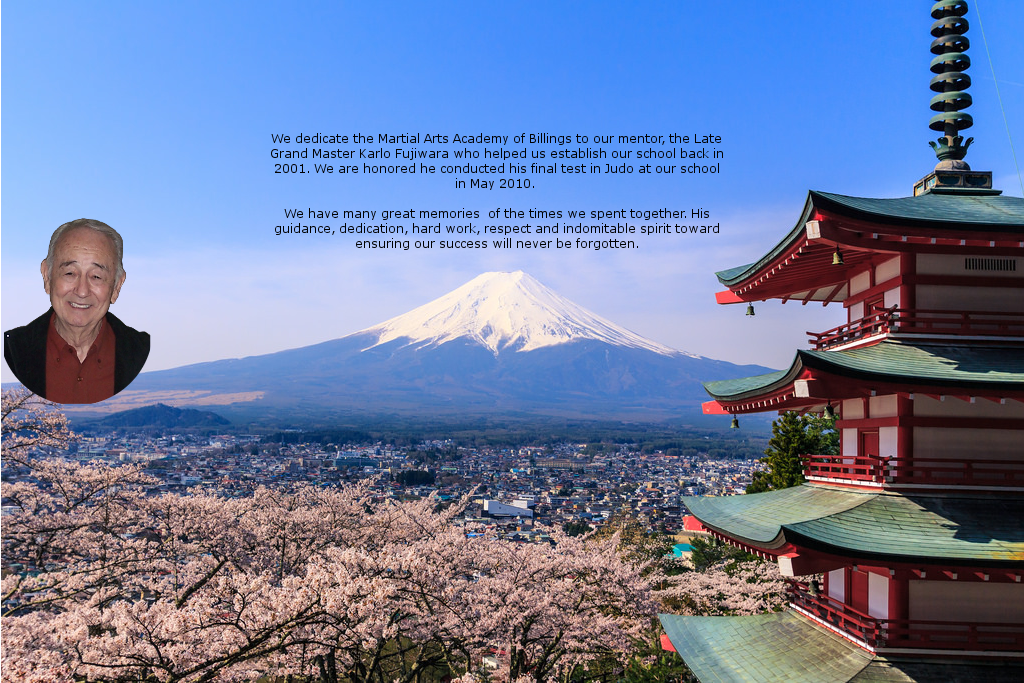 We dedicate the Martial Arts Academy of Billings to our mentor, the Late
Grand Master Karlo Fujiwara who helped us establish our school back in
2001. We are honored he conducted his final test in Judo at our school
in May 2010.
We have many great memories  of the times we spent together. His
guidance, dedication, hard work, respect and indomitable spirit toward
ensuring our success will never be forgotten.